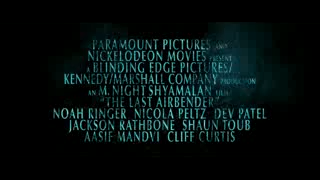 PARAMOUNT PICTURES AND
NICKELODEON MOVIES PRESENT
A BLINDING EDGE PICTURES/
KENNEDY/MARSHALL COMPANY PRODUCTION
AN M. NIGHT SHYAMALAN FILM
"THE LAST AIRBENDER"
NOAH RINGER NICOLA PELTZ DEV PATEL
JACKSON RATHBONE SHAUN TOUB
AASIF MANDVI CLIFF CURTIS